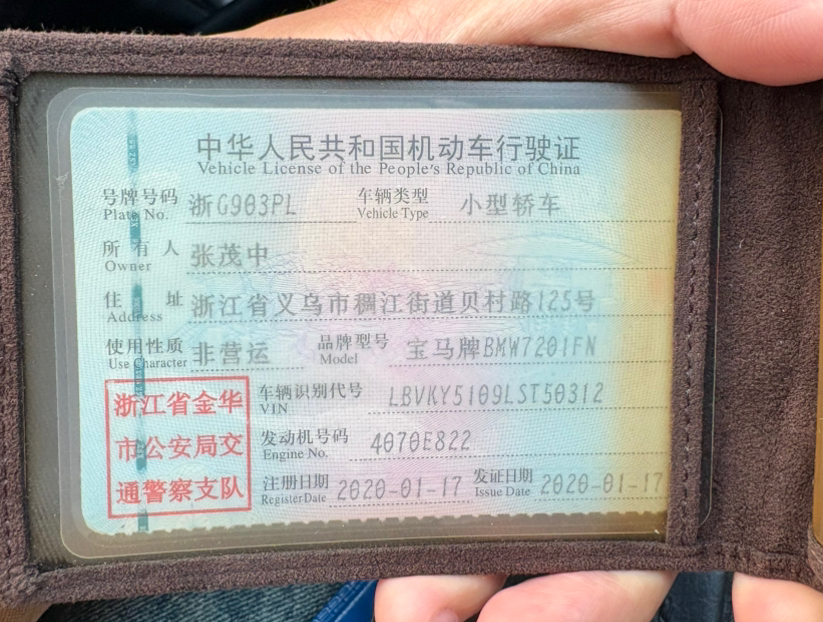 中华人民共和国机动车行驶证
Vehicle License of the People's Republic of China
号牌号码 浙G903PL 车辆类型 小型轿车
Plate No. Vehicle Type
所有人 张茂中
Owner
住址 浙江省义乌市稠江街道贝村路125号
Address
使用性质 非营运 品牌型号 宝马牌BMW7201FN
Use Character Model
浙江省金华
市公安局交
通警察支队
车辆识别代号 LBVKY5109LST50312
VIN
发动机号码 4070E822
Engine No.
注册日期 2020-01-17 发证日期 2020-01-17
Register Date Issue Date